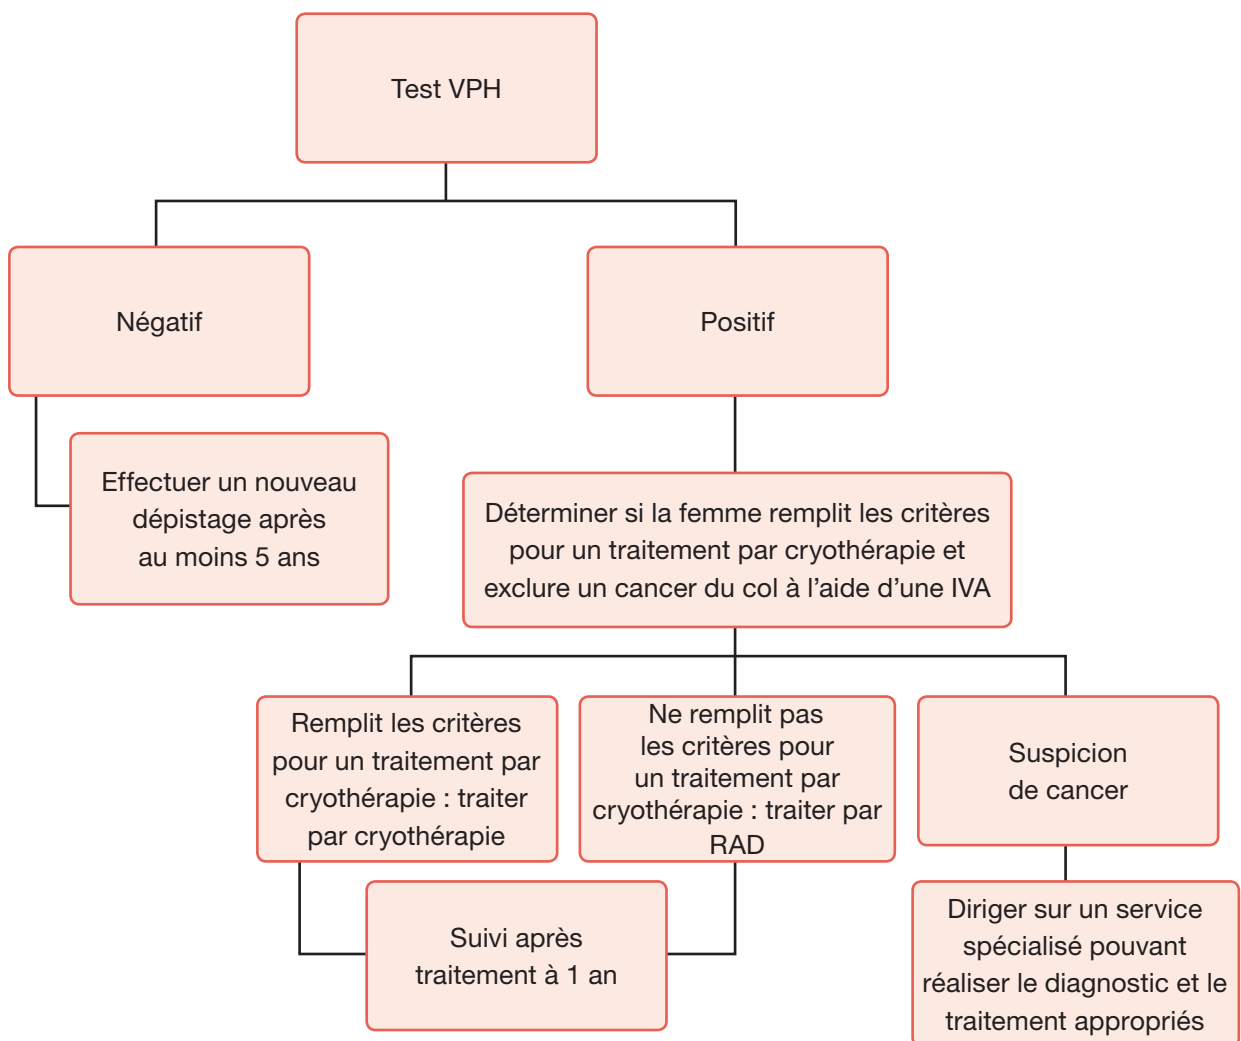 Test VPH
Négatif
Positif
Effectuer un nouveau
dépistage après
au moins 5 ans
Déterminer si la femme remplit les critères
pour un traitement par cryothérapie et
exclure un cancer du col à l’aide d’une IVA
Remplit les critères
pour un traitement par
cryothérapie : traiter
par cryothérapie
Ne remplit pas
les critères pour
un traitement par
cryothérapie : traiter par
RAD
Suspicion
de cancer
Suivi après
traitement à 1 an
Diriger sur un service
spécialisé pouvant
réaliser le diagnostic et le
traitement appropriés